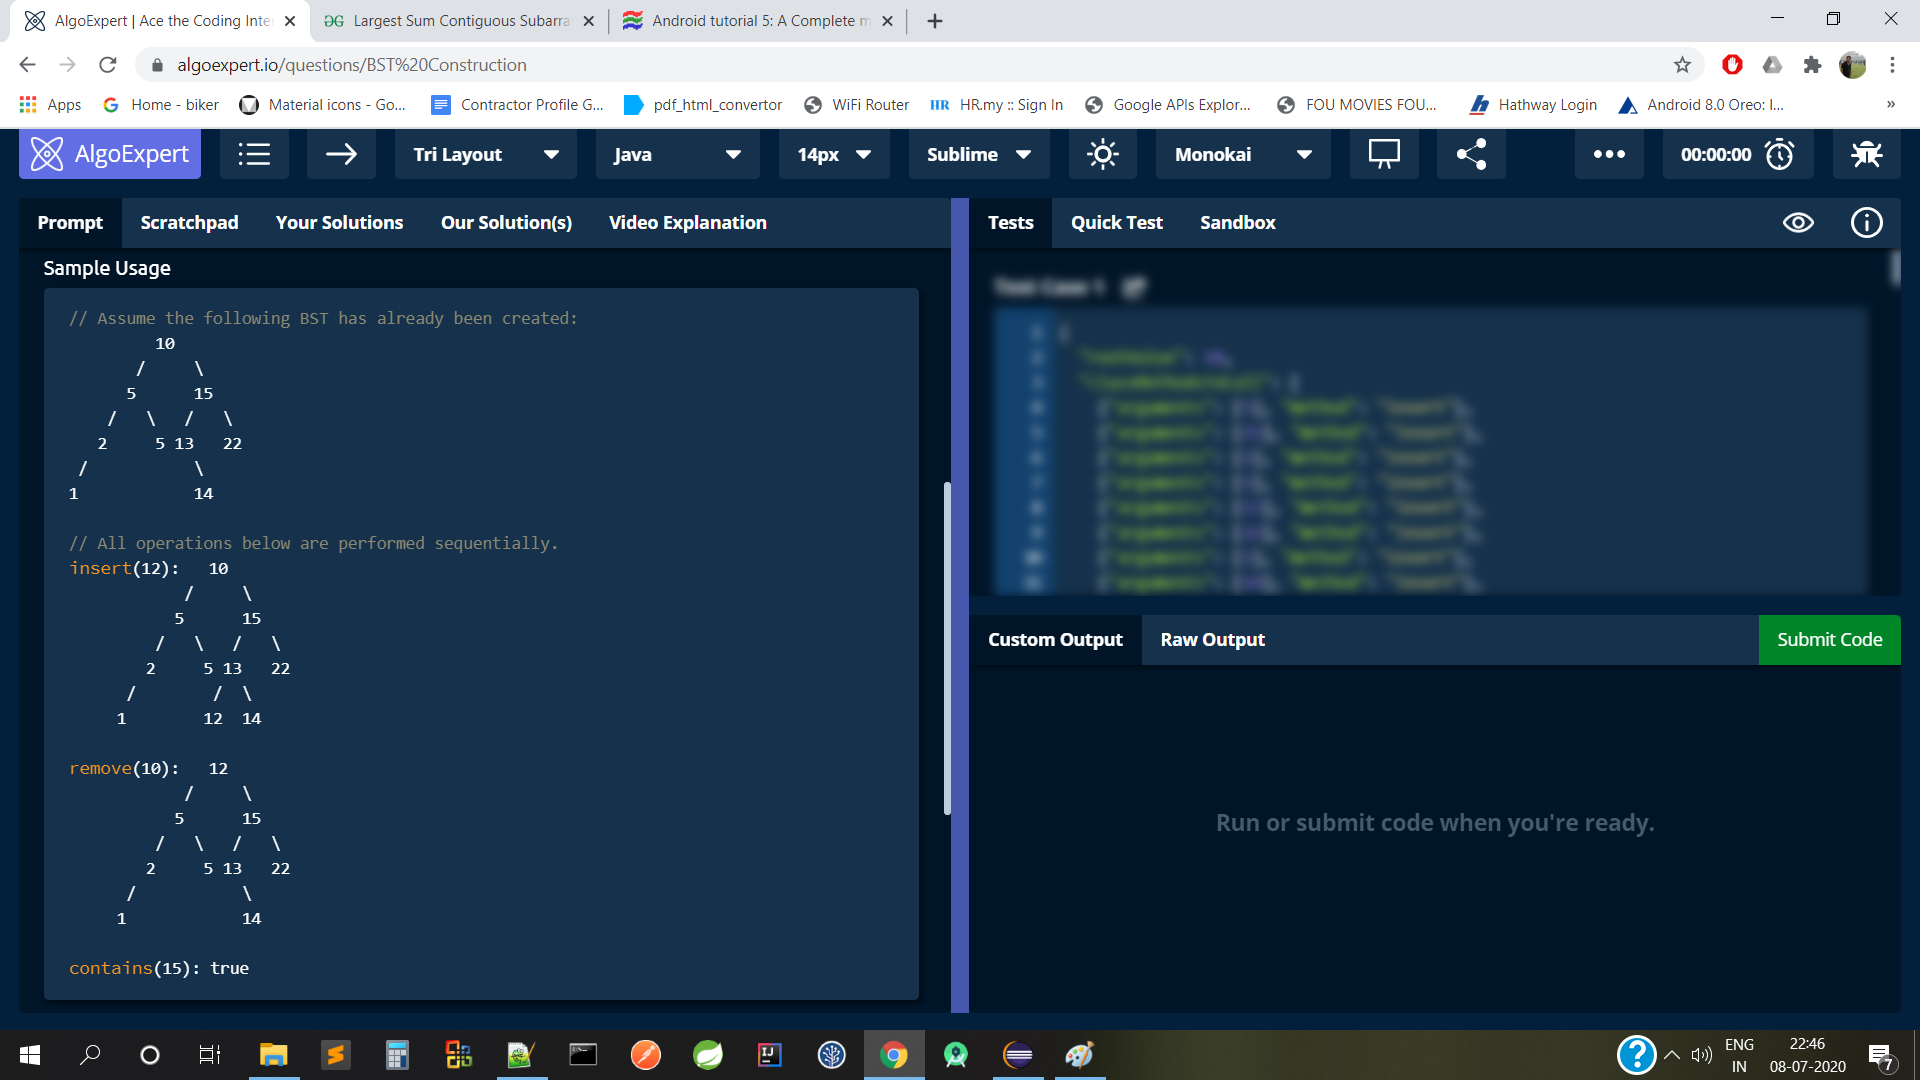 AlgoExpert | Ace the Coding Inter
Largest Sum Contiguous Subarra
Android tutorial 5: A Complete m
algoexpert.io/questions/BST%20Construction
Apps
Home - biker
Material icons - Go...
Contractor Profile G...
pdf_html_convertor
WiFi Router
HR HR.my :: Sign In
Google APIs Explor...
FOU MOVIES FOU...
Hathway Login
Android 8.0 Oreo: I...
»
AlgoExpert
Tri Layout
Java
14px
Sublime
Monokai
00:00:00
Prompt
Scratchpad
Your Solutions
Our Solution(s)
Video Explanation
Tests
Quick Test
Sandbox
Sample Usage
// Assume the following BST has already been created:
10
/ \
5 15
/ \ / \
2 5 13 22
/ \
1 14
// All operations below are performed sequentially.
insert(12): 10
/ \
5 15
/ \ / \
2 5 13 22
/ / \
1 12 14
remove(10): 12
/ \
5 15
/ \ / \
2 5 13 22
/ \
1 14
contains(15): true
Custom Output
Raw Output
Submit Code
Run or submit code when you're ready.
ENG
IN
22:46
08-07-2020
7